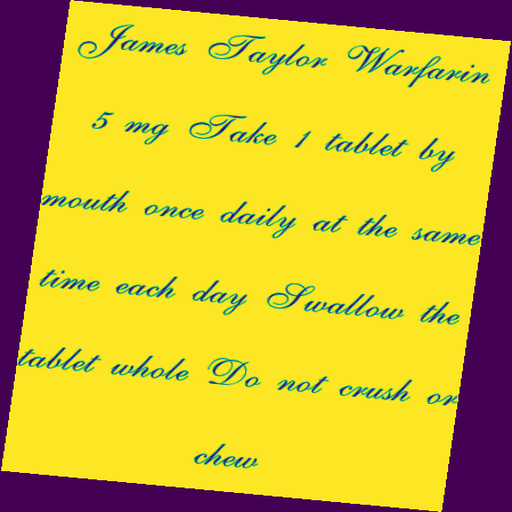 James Taylor Warfarin
5 mg Take 1 tablet by
mouth once daily at the same
time each day Swallow the
tablet whole Do not crush or
chew